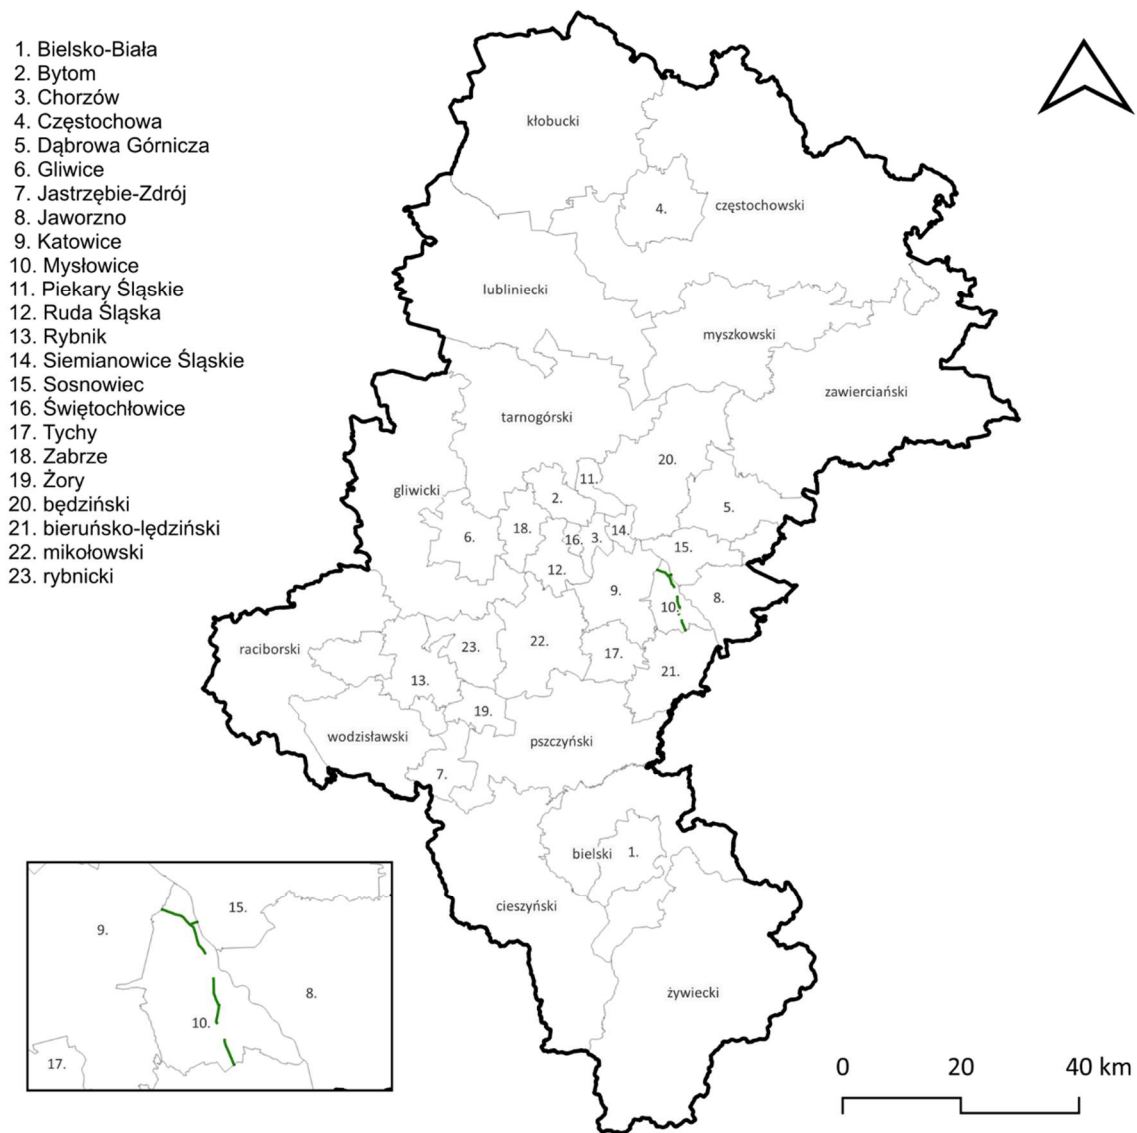 1. Bielsko-Biała
2. Bytom
3. Chorzów
4. Częstochowa
5. Dąbrowa Górnicza
6. Gliwice
7. Jastrzębie-Zdrój
8. Jaworzno
9. Katowice
10. Mysłowice
11. Piekary Śląskie
12. Ruda Śląska
13. Rybnik
14. Siemianowice Śląskie
15. Sosnowiec
16. Świętochłowice
17. Tychy
18. Zabrze
19. Żory
20. będziński
21. bieruńsko-lędziński
22. mikołowski
23. rybnicki
kłobucki
4.
częstochowski
lubliniecki
myszkowski
zawierciański
tarnogórski
20.
11.
gliwicki
2.
5.
6.
18.
16.
3.
14.
15.
12.
9.
8.
10.
raciborski
23.
22.
17.
21.
13.
19.
wodzisławski
pszczyński
7.
bielski
1.
cieszyński
żywiecki
15.
9.
8.
10.
17.
0
20
40 km